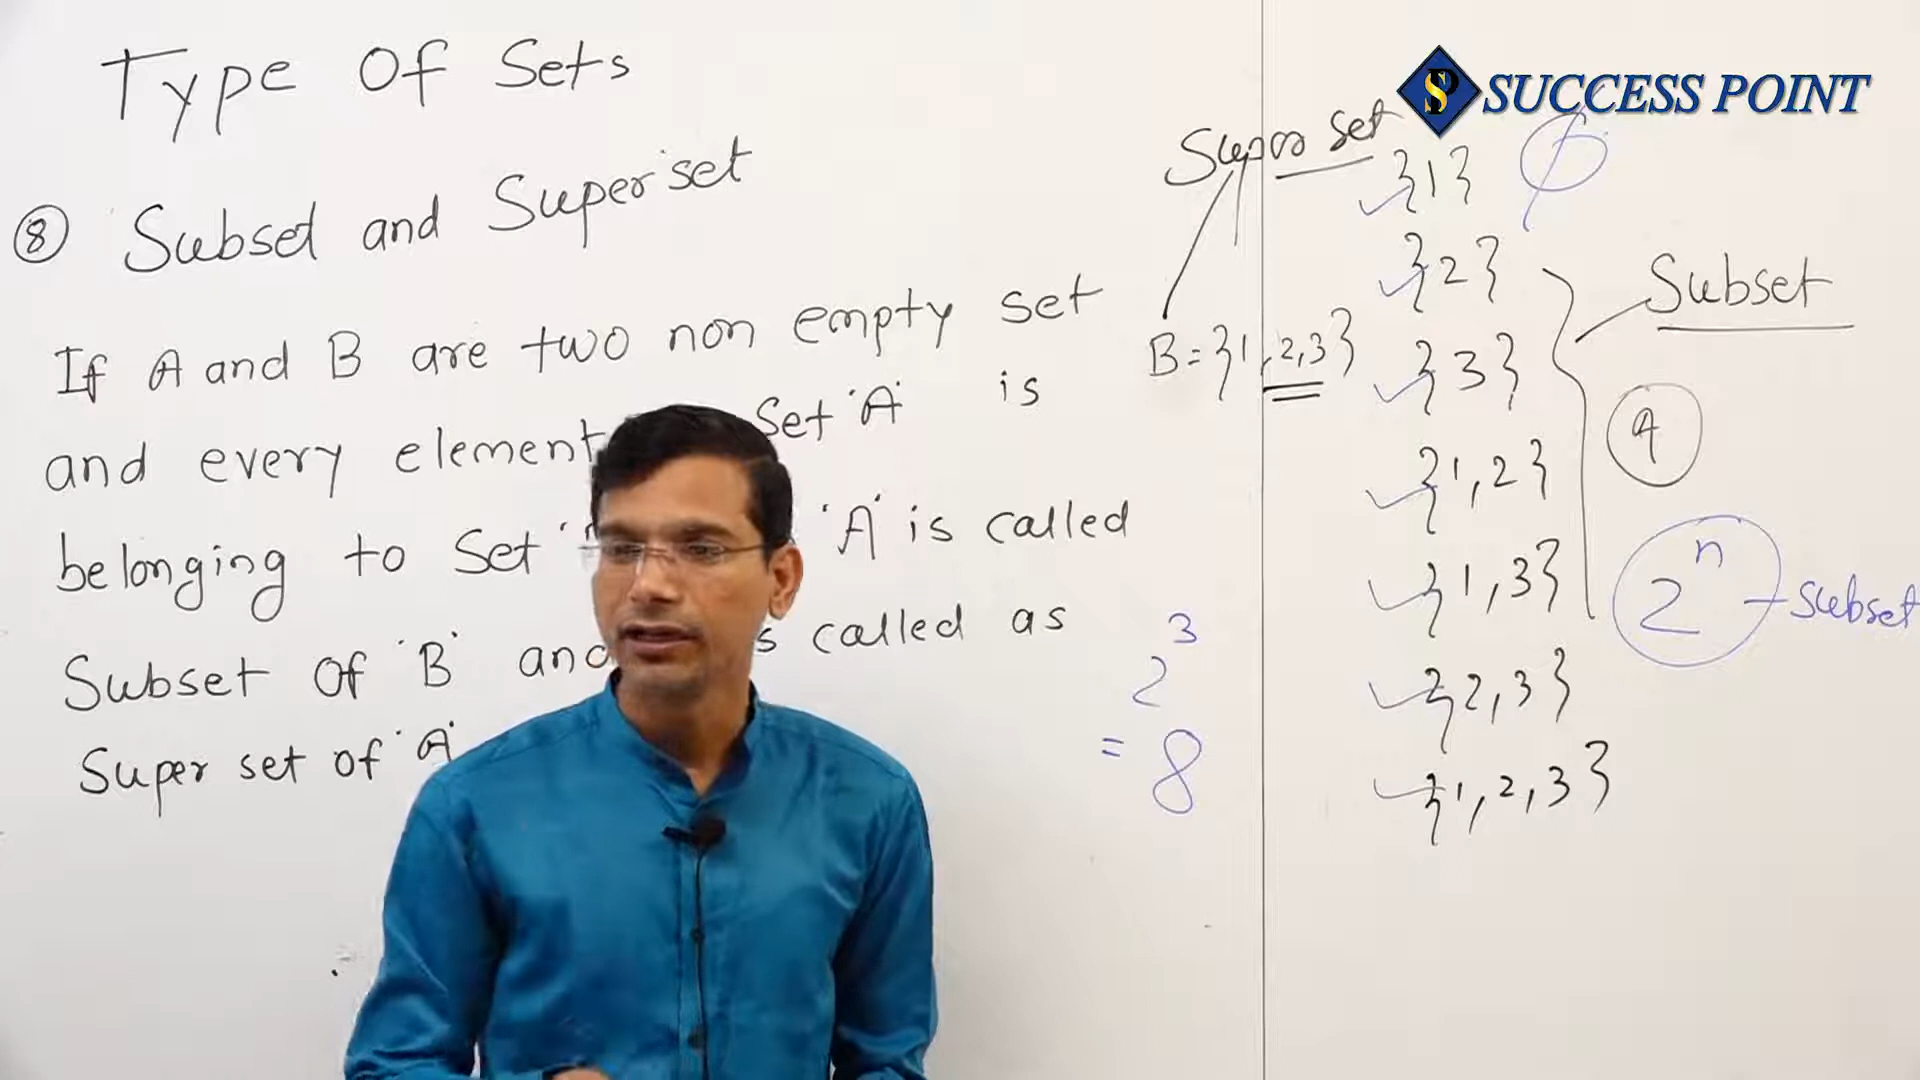 Type Of Sets
8 Subset and Superset
If A and B are two non empty set
and every element Set 'A' is
belonging to Set ' 'A' is called
Subset Of 'B' and s called as
Super set of 'A'
SUCCESS POINT
Super set
B = {1,2,3}
{1} ϕ
{2}
{3}
{1,2}
{1,3}
{2,3}
{1,2,3}
Subset
A
2ⁿ - subset
2³
= 8